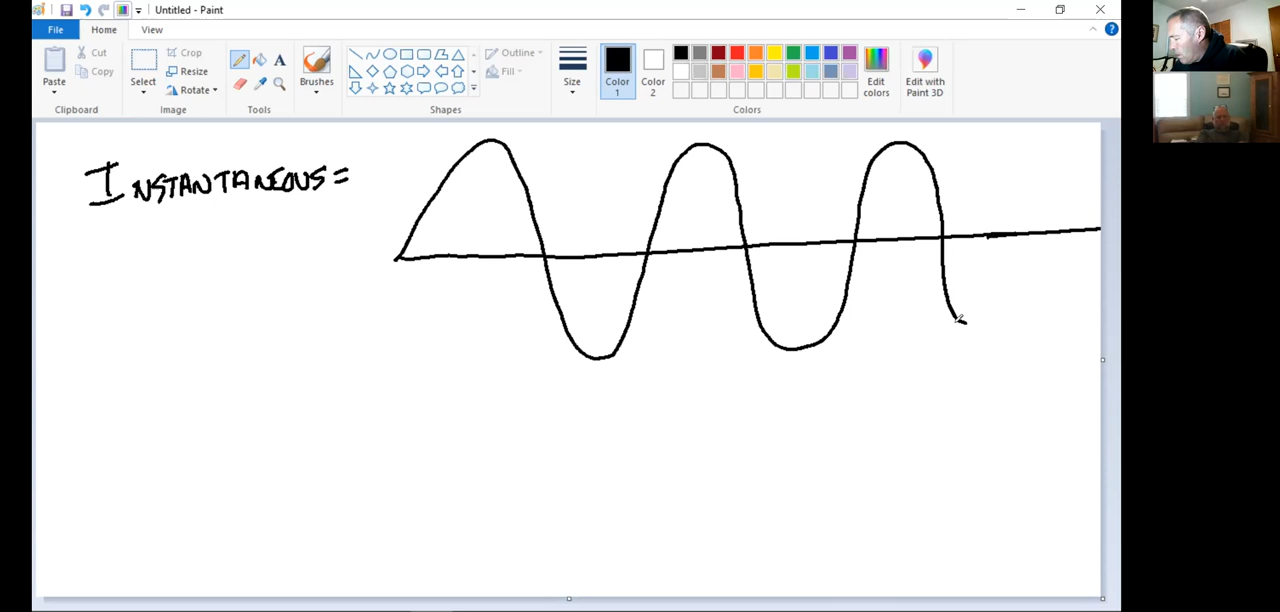 Untitled - Paint
File Home View
Paste
Cut
Copy
Clipboard
Select
Crop
Resize
Rotate
Image
A
Tools
Brushes
Outline
Fill
Shapes
Size
Color 1
Color 2
Edit colors
Colors
Edit with Paint 3D
INSTANTANEOUS=